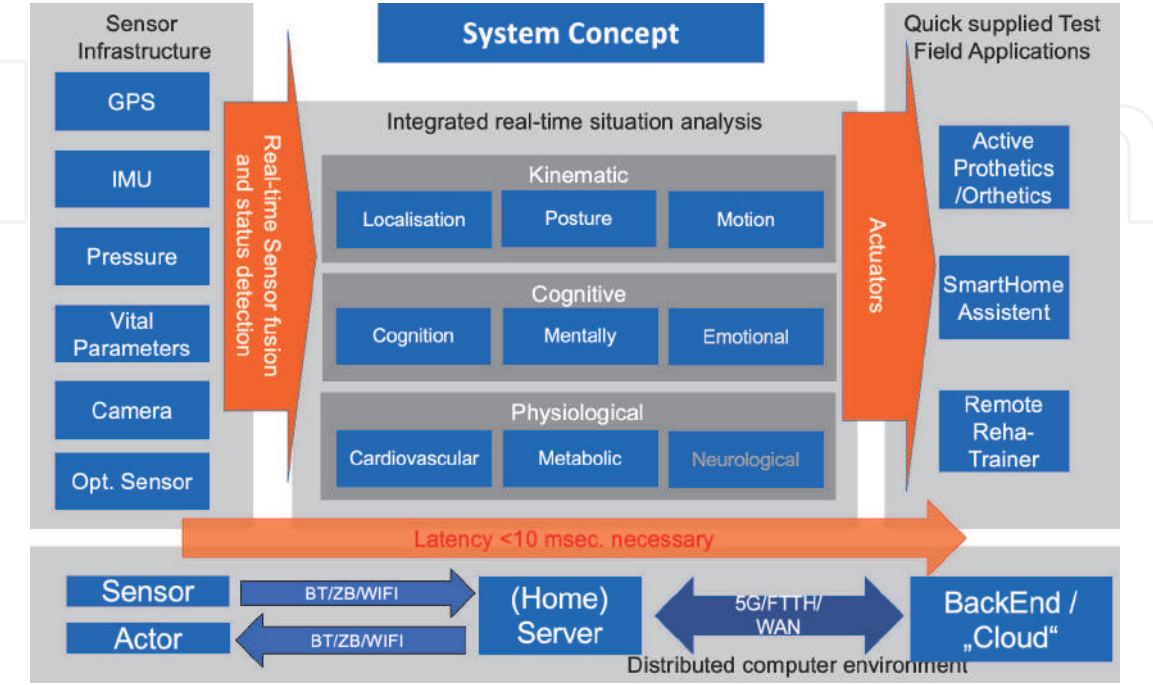 System Concept
Sensor
Infrastructure
GPS
IMU
Pressure
Vital
Parameters
Camera
Opt. Sensor
Real-time Sensor fusion
and status detection
Integrated real-time situation analysis
Kinematic
Localisation
Posture
Motion
Cognitive
Cognition
Mentally
Emotional
Physiological
Cardiovascular
Metabolic
Neurological
Actuators
Quick supplied Test
Field Applications
Active
Prothetics
/Orthetics
SmartHome
Assistent
Remote
Reha-
Trainer
Latency <10 msec. necessary
Sensor
BT/ZB/WIFI
Actor
BT/ZB/WIFI
(Home)
Server
5G/FTTH/
WAN
BackEnd /
„Cloud“
Distributed computer environment